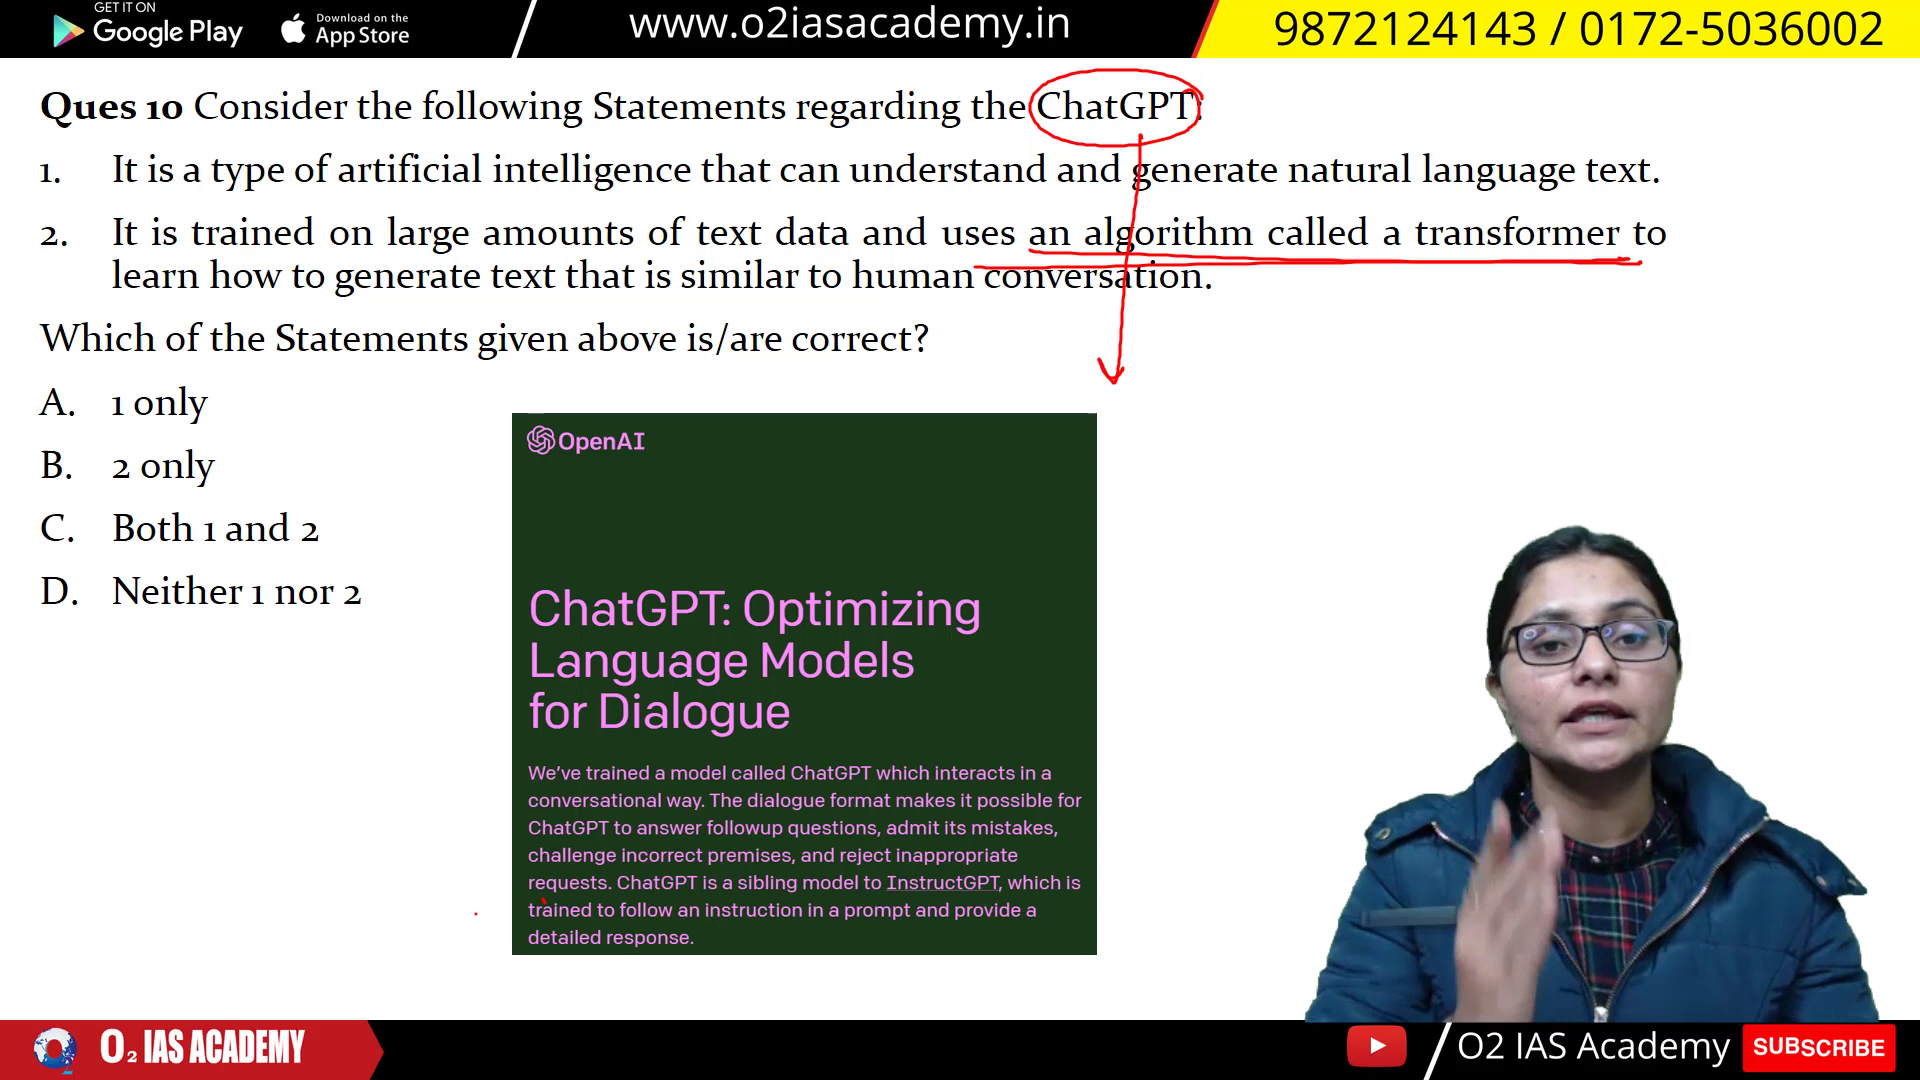 GET IT ON
Google Play
Download on the
App Store
www.o2iasacademy.in
9872124143 / 0172-5036002
Ques 10 Consider the following Statements regarding the ChatGPT:
1. It is a type of artificial intelligence that can understand and generate natural language text.
2. It is trained on large amounts of text data and uses an algorithm called a transformer to
learn how to generate text that is similar to human conversation.
Which of the Statements given above is/are correct?
A. 1 only
B. 2 only
C. Both 1 and 2
D. Neither 1 nor 2
OpenAI
ChatGPT: Optimizing
Language Models
for Dialogue
We’ve trained a model called ChatGPT which interacts in a
conversational way. The dialogue format makes it possible for
ChatGPT to answer followup questions, admit its mistakes,
challenge incorrect premises, and reject inappropriate
requests. ChatGPT is a sibling model to InstructGPT, which is
trained to follow an instruction in a prompt and provide a
detailed response.
O2 IAS ACADEMY
O2 IAS Academy
SUBSCRIBE